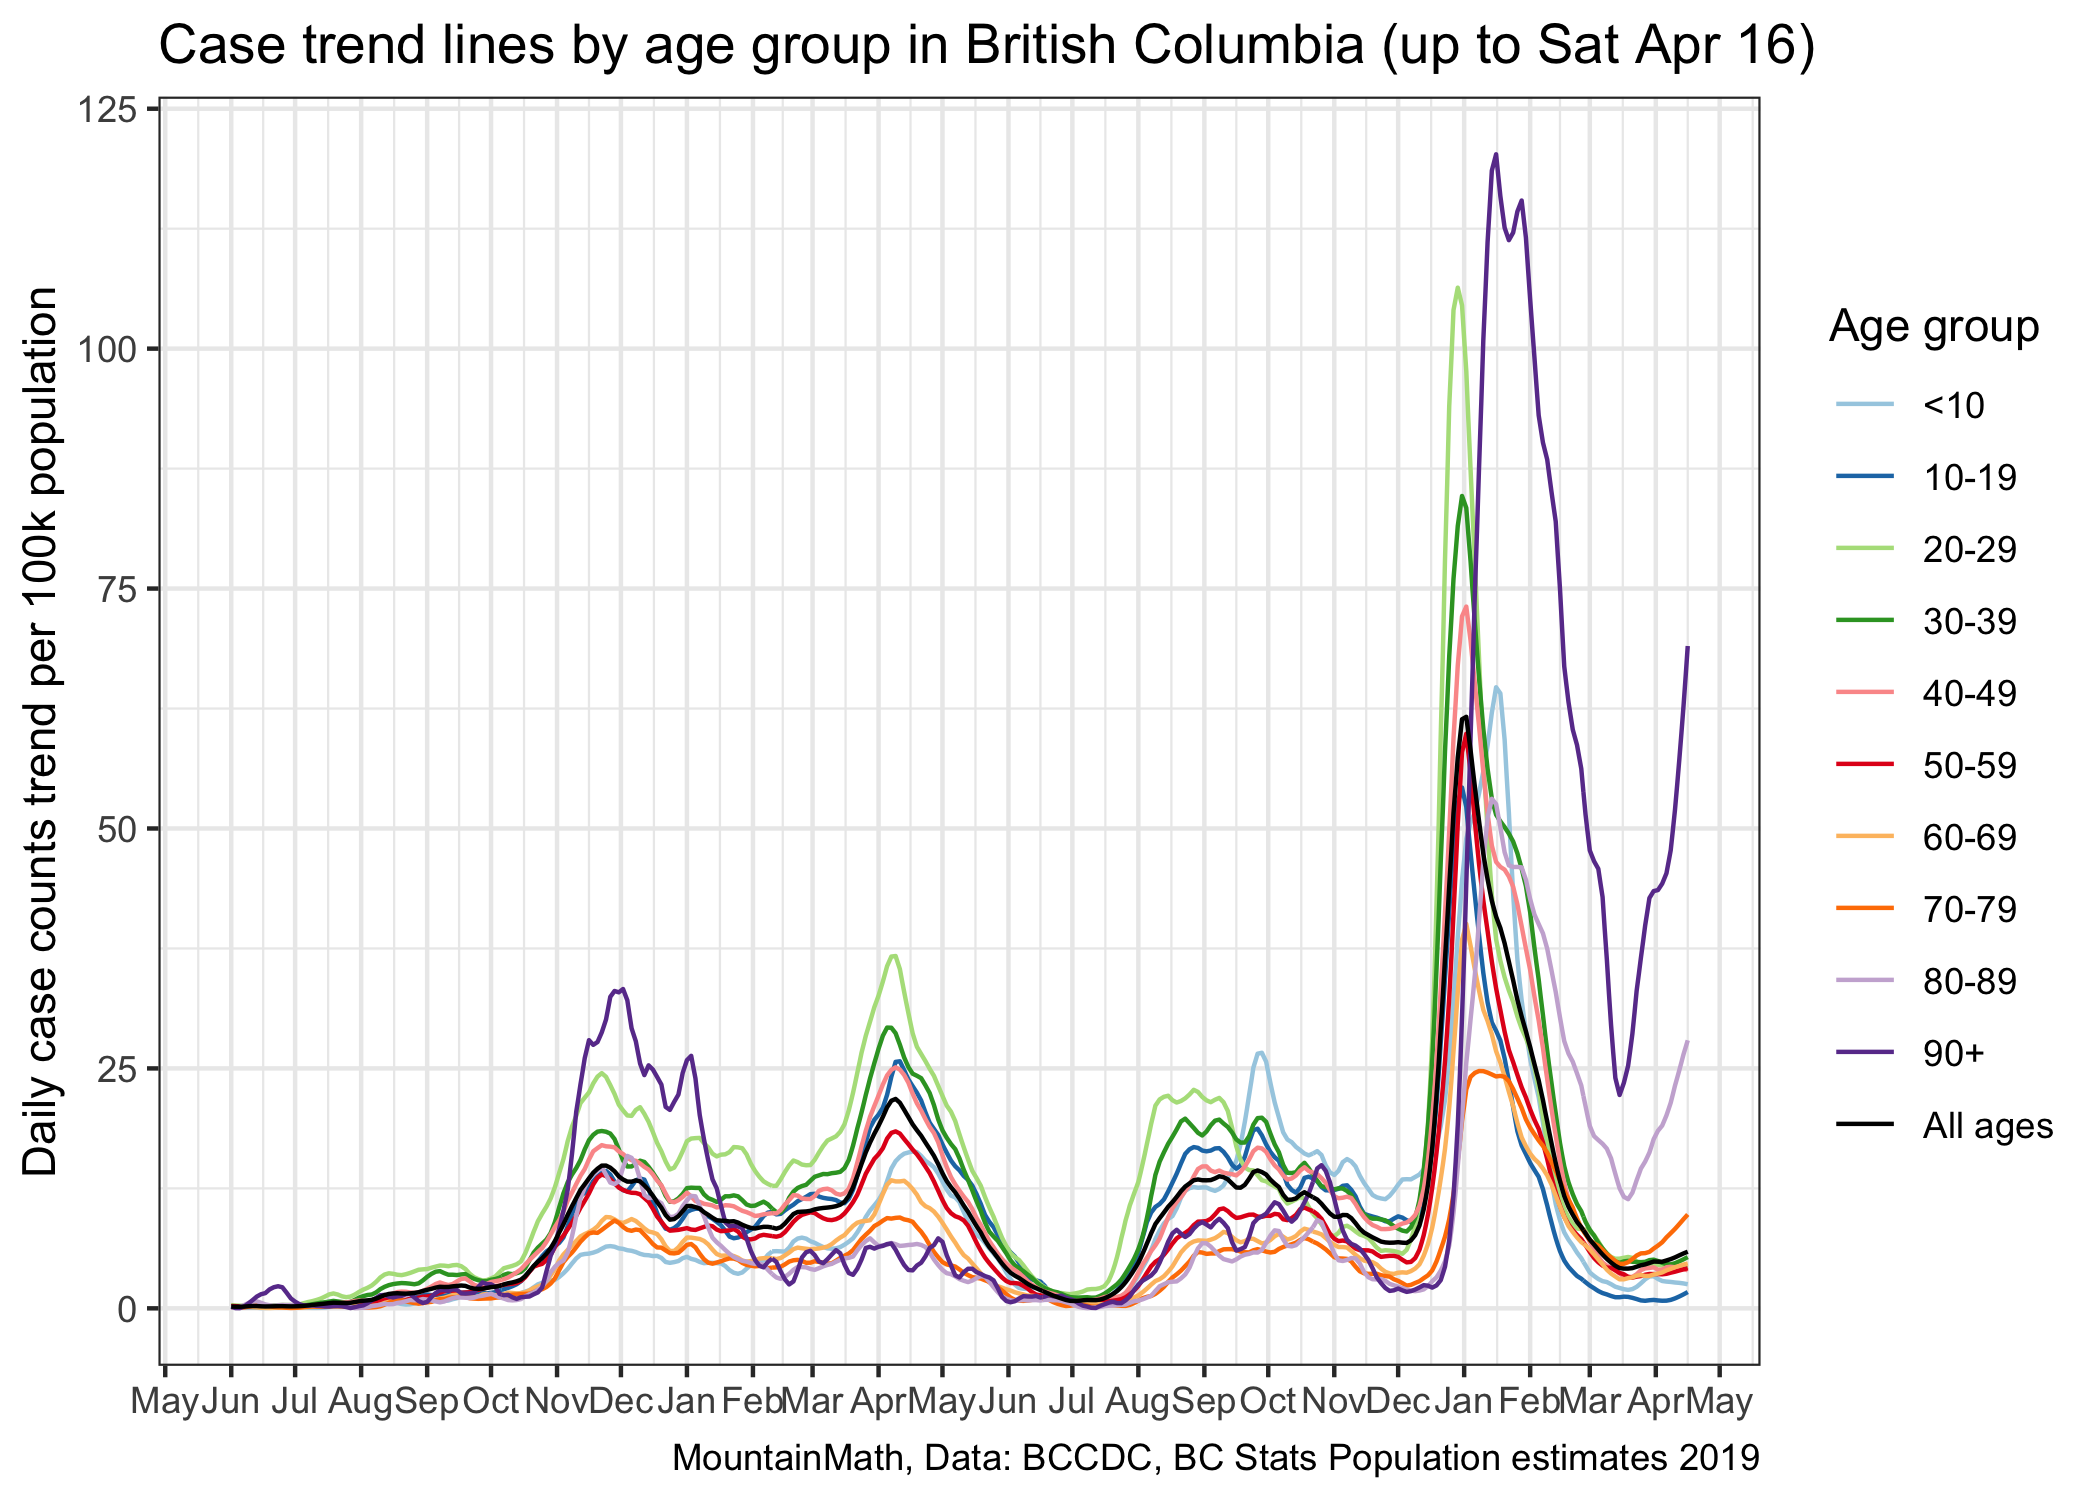 Case trend lines by age group in British Columbia (up to Sat Apr 16)
Daily case counts trend per 100k population
125
100
75
50
25
0
May Jun Jul Aug Sep Oct Nov Dec Jan Feb Mar Apr May Jun Jul Aug Sep Oct Nov Dec Jan Feb Mar Apr May
Age group
<10
10-19
20-29
30-39
40-49
50-59
60-69
70-79
80-89
90+
All ages
MountainMath, Data: BCCDC, BC Stats Population estimates 2019